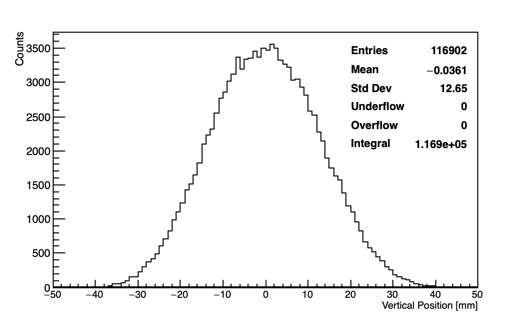 Counts
3500
3000
2500
2000
1500
1000
500
0
Entries 116902
Mean −0.0361
Std Dev 12.65
Underflow 0
Overflow 0
Integral 1.169e+05
−50 −40 −30 −20 −10 0 10 20 30 40 50
Vertical Position [mm]